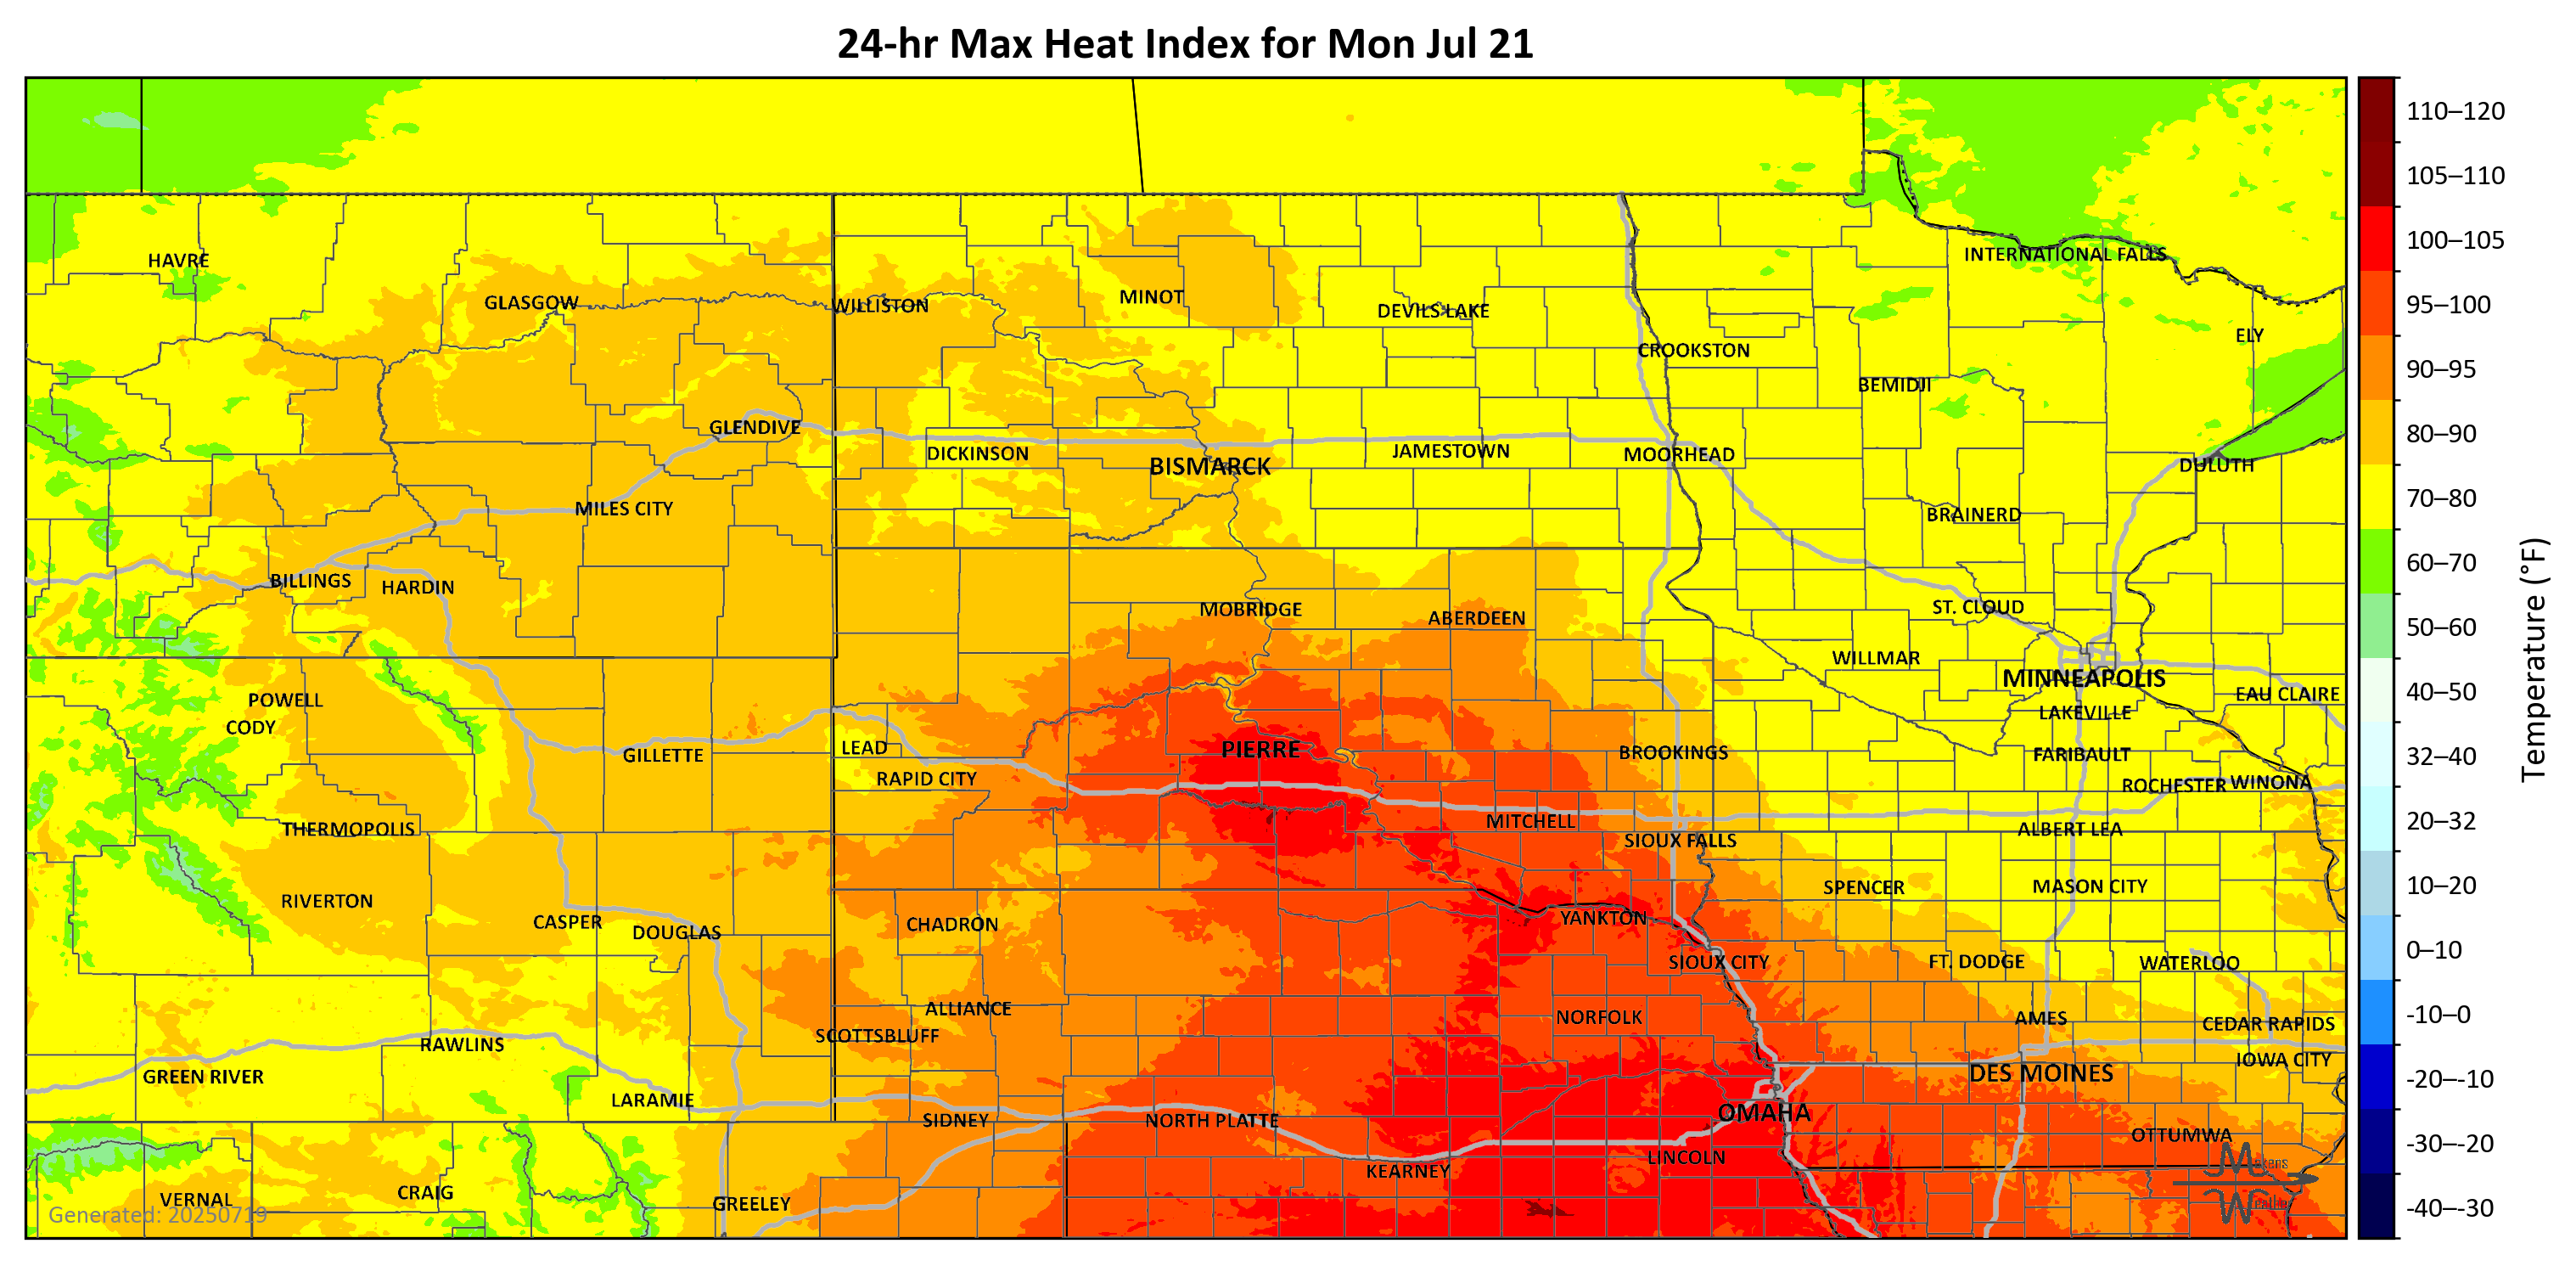 24-hr Max Heat Index for Mon Jul 21
110–120
105–110
INTERNATIONAL FALLS
100–105
HAVRE
GLASGOW
WILLISTON
MINOT
DEVILS LAKE
95–100
ELY
CROOKSTON
BEMIDJI
90–95
GLENDIVE
DICKINSON
BISMARCK
JAMESTOWN
MOORHEAD
DULUTH
80–90
MILES CITY
BRAINERD
70–80
BILLINGS
HARDIN
60–70
MOBRIDGE
ABERDEEN
ST. CLOUD
50–60
WILLMAR
MINNEAPOLIS
POWELL
EAU CLAIRE
40–50
CODY
LAKEVILLE
GILLETTE
LEAD
PIERRE
BROOKINGS
FARIBAULT
32–40
RAPID CITY
ROCHESTER
WINONA
THERMOPOLIS
MITCHELL
ALBERT LEA
20–32
SIOUX FALLS
RIVERTON
SPENCER
MASON CITY
10–20
CASPER
DOUGLAS
CHADRON
YANKTON
SIOUX CITY
FT. DODGE
WATERLOO
0–10
ALLIANCE
NORFOLK
AMES
CEDAR RAPIDS
-10–0
SCOTTSBLUFF
RAWLINS
IOWA CITY
GREEN RIVER
DES MOINES
-20–-10
LARAMIE
SIDNEY
NORTH PLATTE
OMAHA
OTTUMWA
-30–-20
LINCOLN
KEARNEY
VERNAL
CRAIG
GREELEY
-40–-30
Generated: 20250719
Temperature (°F)